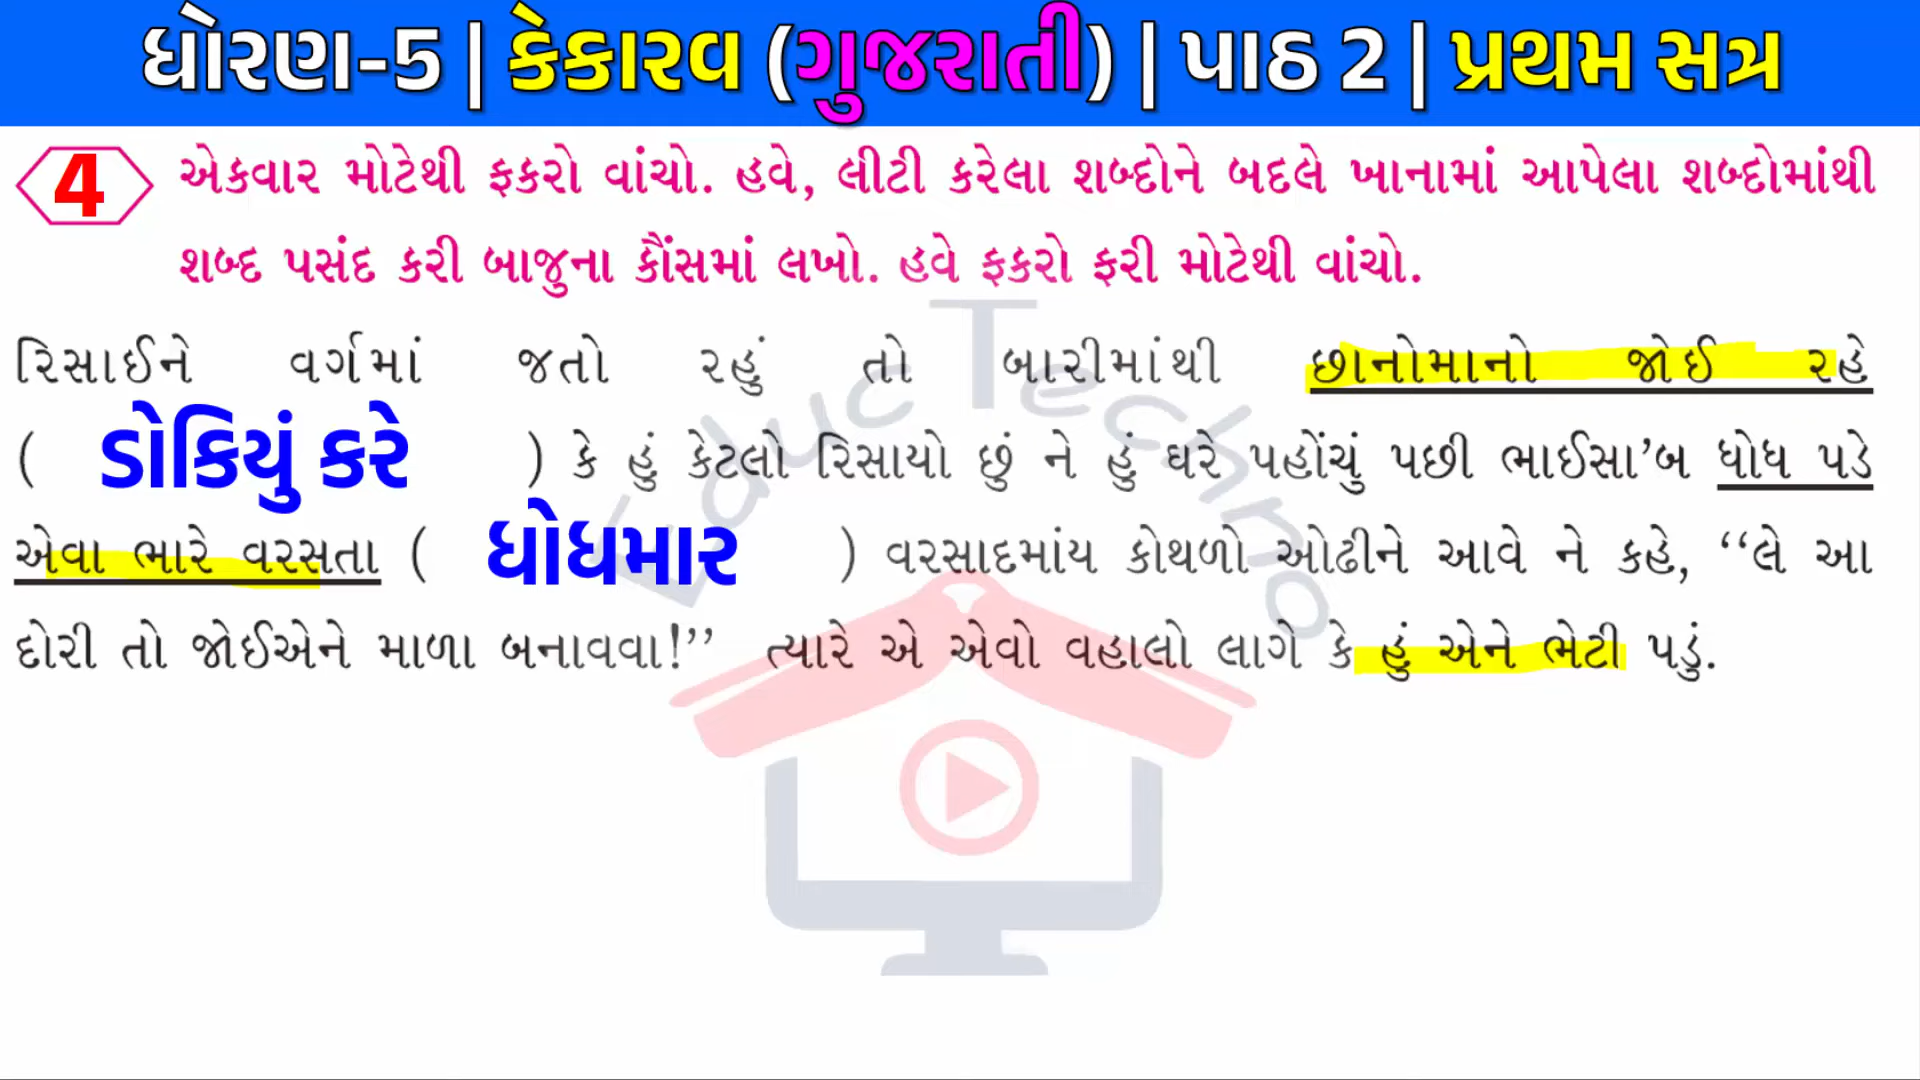 ધોરણ-5 | કેકારવ (ગુજરાતી) | પાઠ 2 | પ્રથમ સત્ર
4 એકવાર મોટેથી ફકરો વાંચો. હવે, લીટી કરેલા શબ્દોને બદલે ખાનામાં આપેલા શબ્દોમાંથી
શબ્દ પસંદ કરી બાજુના કૌંસમાં લખો. હવે ફકરો ફરી મોટેથી વાંચો.
રિસાઈને વર્ગમાં જતો રહું તો બારીમાંથી છાનોમાનો જોઈ રહે
( ડોકિયું કરે ) કે હું કેટલો રિસાયો છું ને હું ઘરે પહોંચું પછી ભાઈસા’બ ધોધ પડે
એવા ભારે વરસતા ( ધોધમાર ) વરસાદમાંય કોથળો ઓઢીને આવે ને કહે, “લે આ
દોરી તો જોઈએને માળા બનાવવા!” ત્યારે એ એવો વહાલો લાગે કે હું એને ભેટી પડું.
Educ Techno